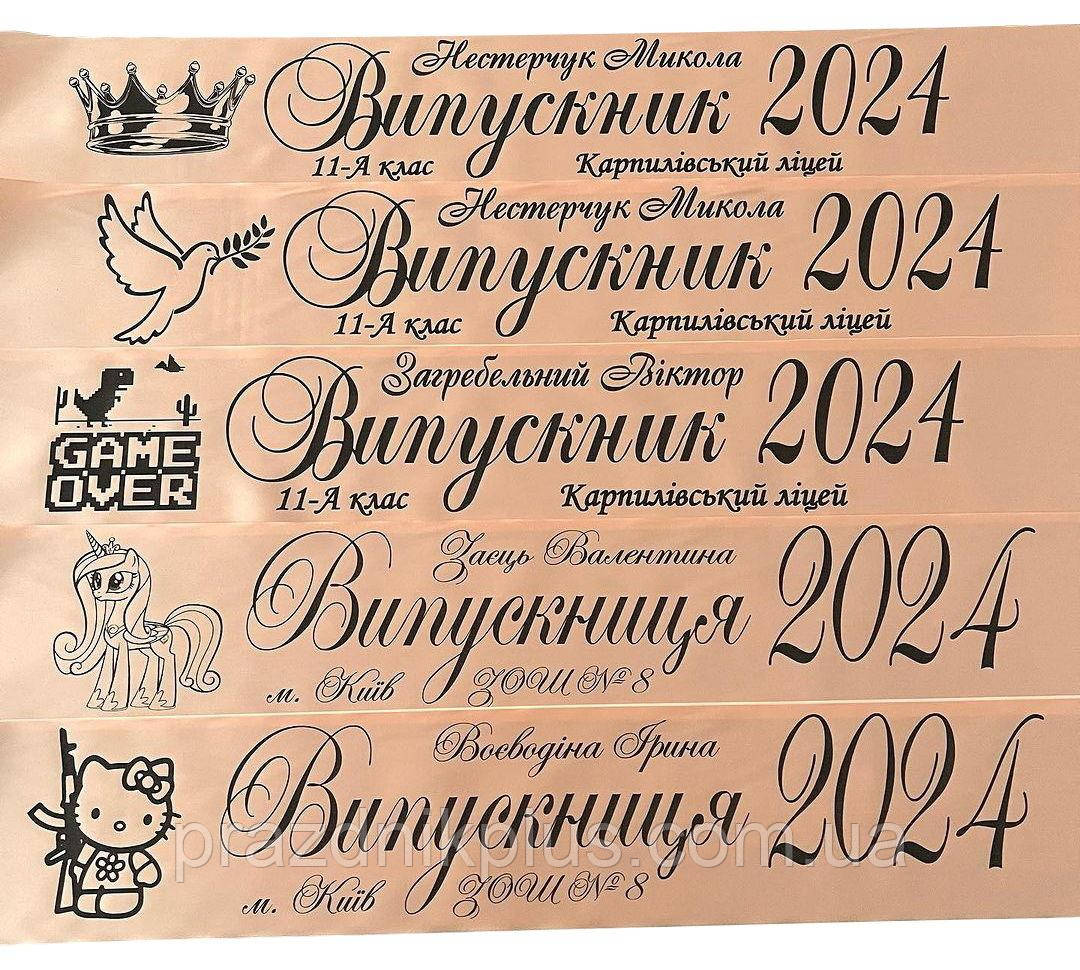 Нестерчук Микола
Випускник 2024
11-А клас Карпилівський ліцей
Нестерчук Микола
Випускник 2024
11-А клас Карпилівський ліцей
Загребельний Віктор
Випускник 2024
GAME
OVER
11-А клас Карпилівський ліцей
Заєць Валентина
Випускниця 2024
м. Київ ЗОШ № 8
Воєводіна Ірина
Випускниця 2024
prazdnikplus.com.ua
м. Київ ЗОШ № 8